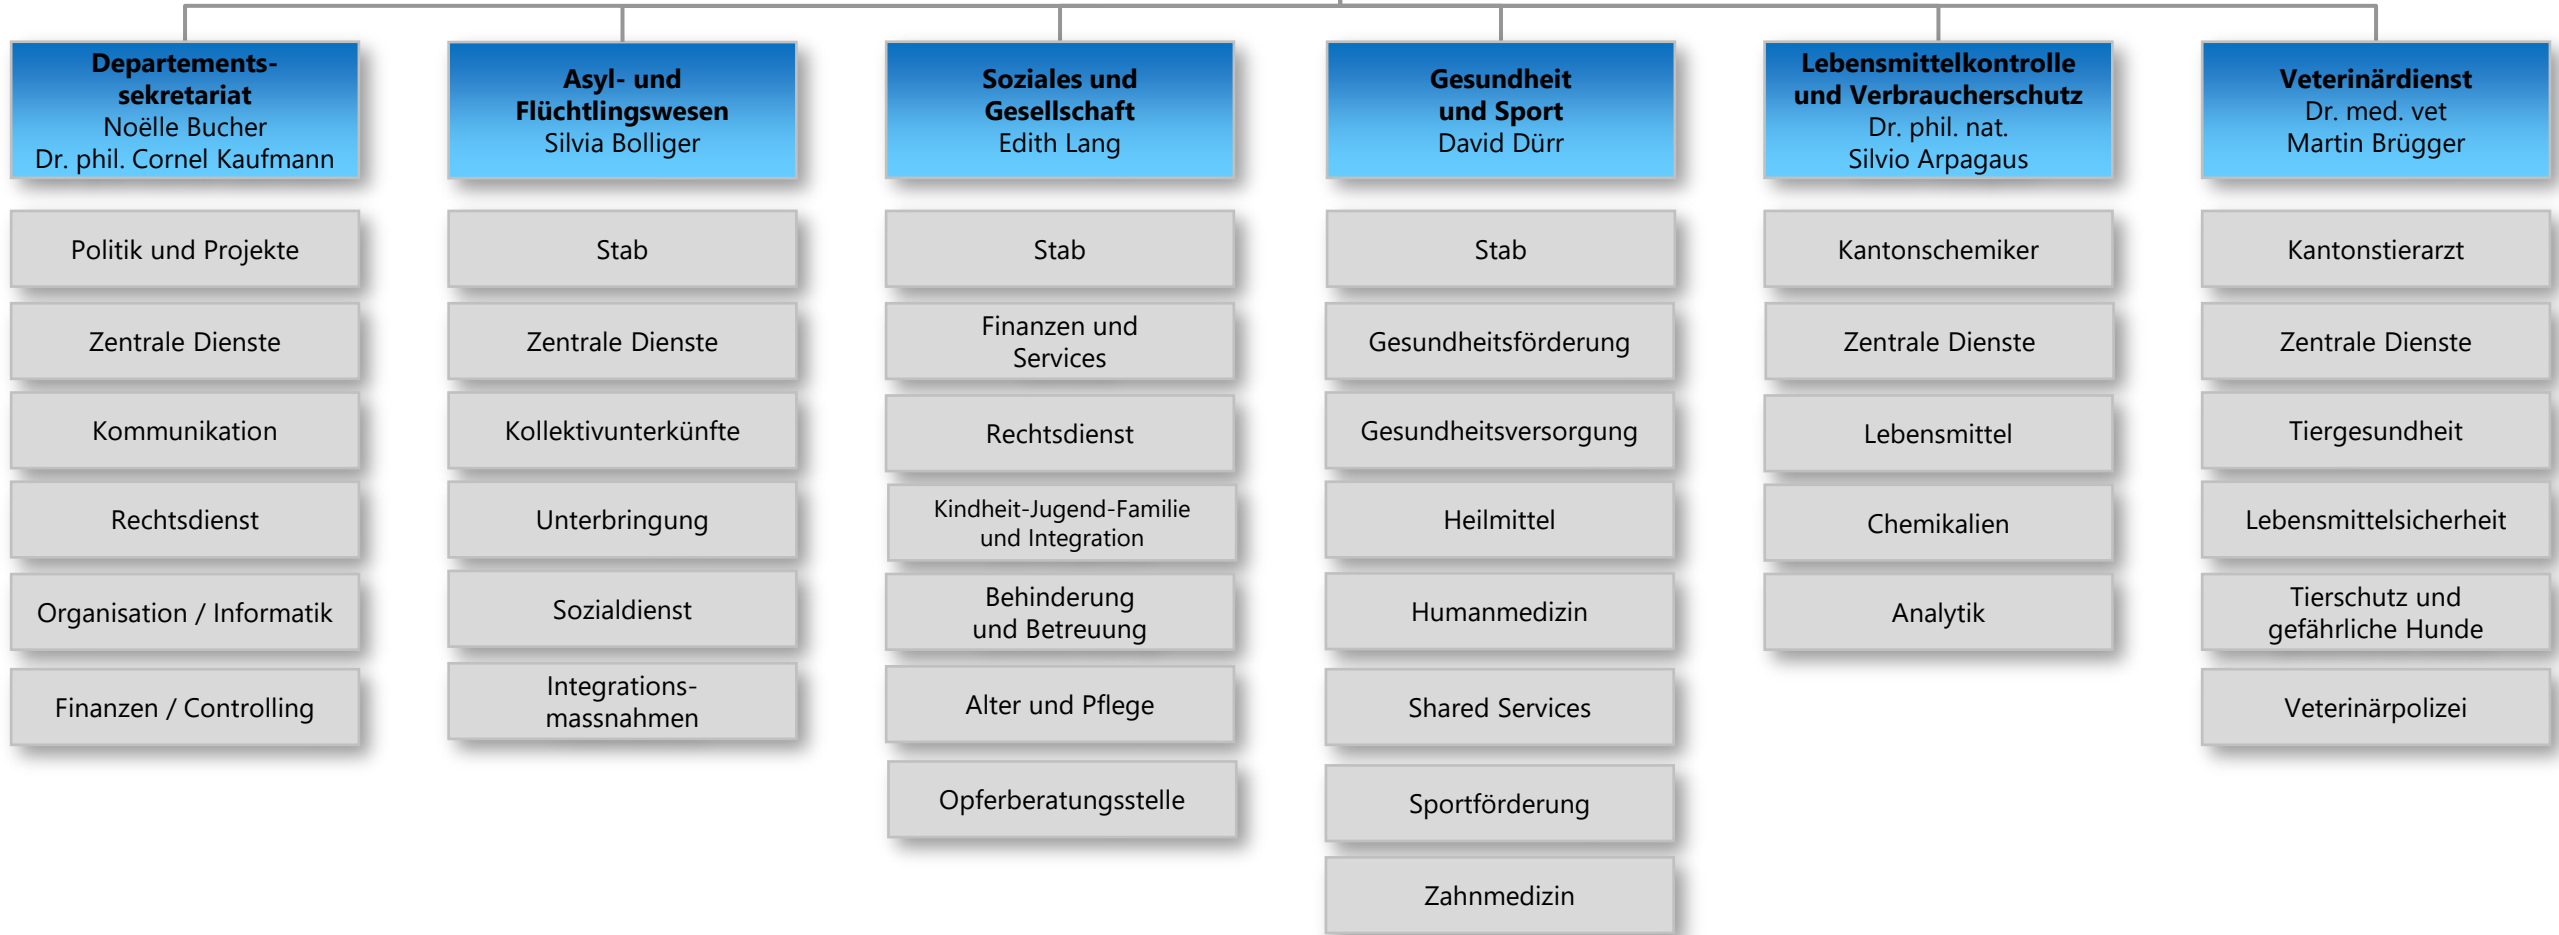 Departements-
sekretariat
Noëlle Bucher
Dr. phil. Cornel Kaufmann
Politik und Projekte
Zentrale Dienste
Kommunikation
Rechtsdienst
Organisation / Informatik
Finanzen / Controlling
Asyl- und
Flüchtlingswesen
Silvia Bolliger
Stab
Zentrale Dienste
Kollektivunterkünfte
Unterbringung
Sozialdienst
Integrations-
massnahmen
Soziales und
Gesellschaft
Edith Lang
Stab
Finanzen und
Services
Rechtsdienst
Kindheit-Jugend-Familie
und Integration
Behinderung
und Betreuung
Alter und Pflege
Opferberatungsstelle
Gesundheit
und Sport
David Dürr
Stab
Gesundheitsförderung
Gesundheitsversorgung
Heilmittel
Humanmedizin
Shared Services
Sportförderung
Zahnmedizin
Lebensmittelkontrolle
und Verbraucherschutz
Dr. phil. nat.
Silvio Arpagaus
Kantonschemiker
Zentrale Dienste
Lebensmittel
Chemikalien
Analytik
Veterinärdienst
Dr. med. vet
Martin Brügger
Kantonstierarzt
Zentrale Dienste
Tiergesundheit
Lebensmittelsicherheit
Tierschutz und
gefährliche Hunde
Veterinärpolizei